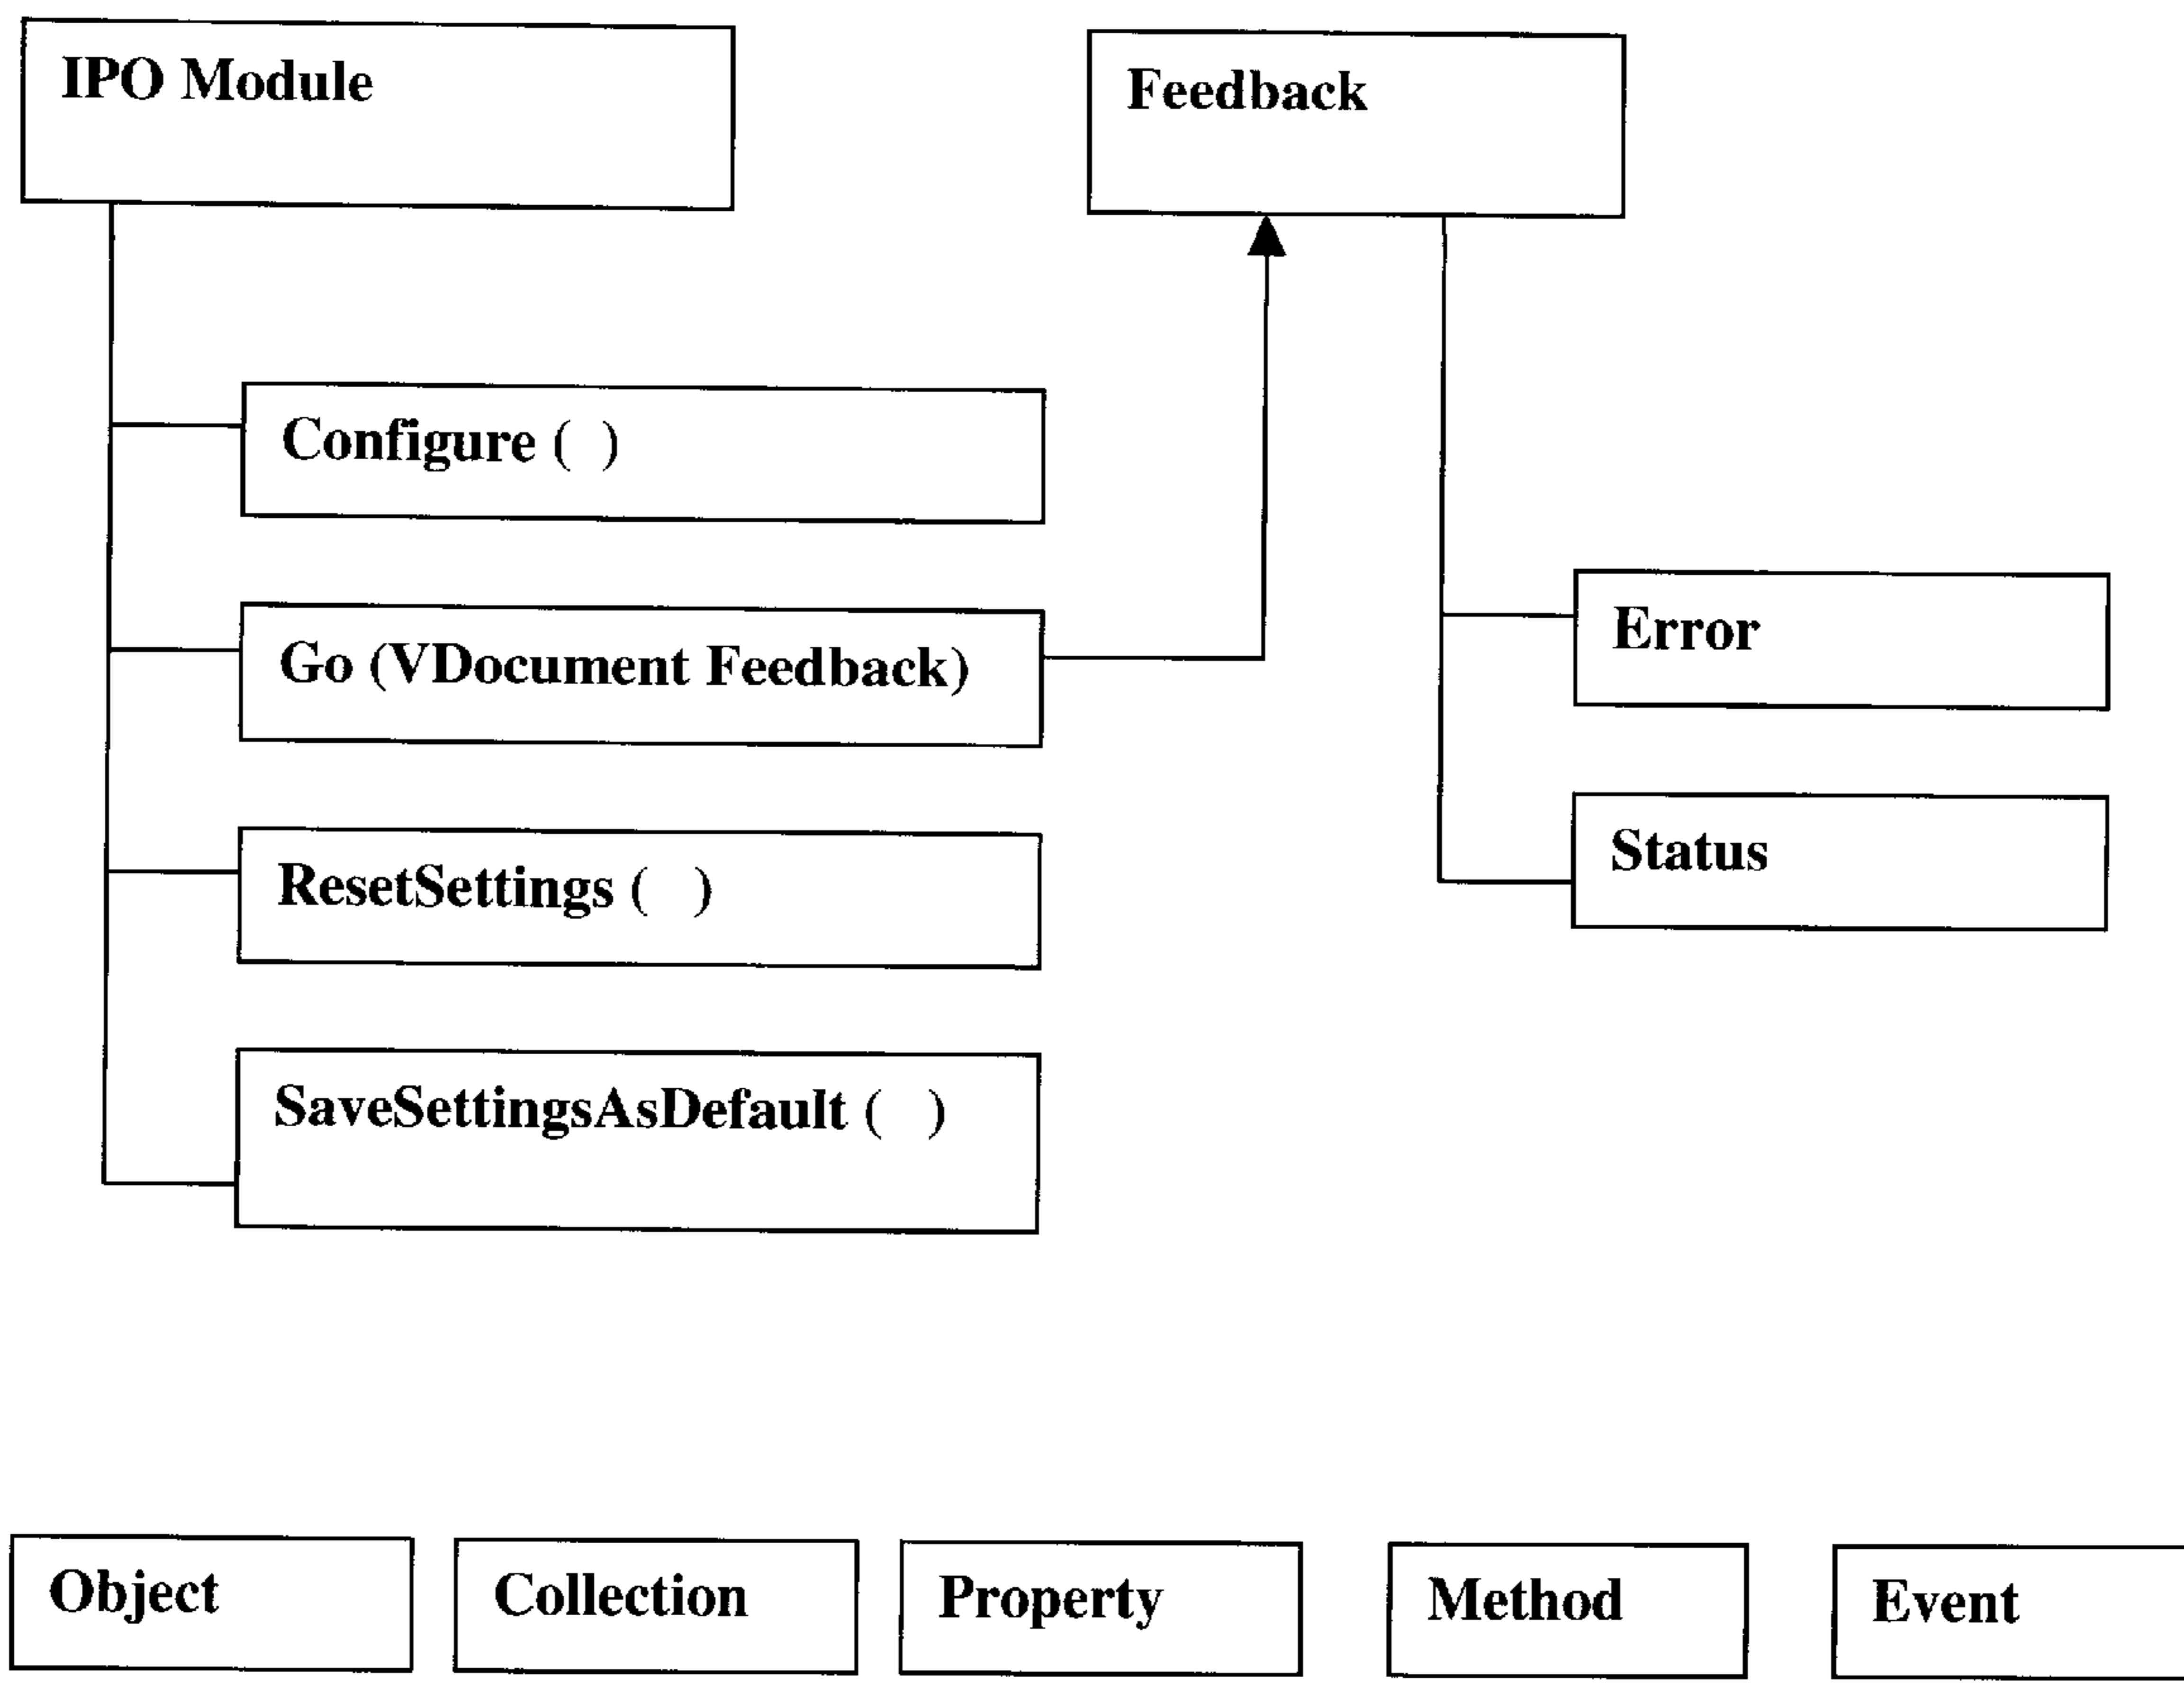 IPO Module
Feedback
Configure ( )
Go (VDocument Feedback)
Error
ResetSettings ( )
Status
SaveSettingsAsDefault ( )
Object
Collection
Property
Method
Event